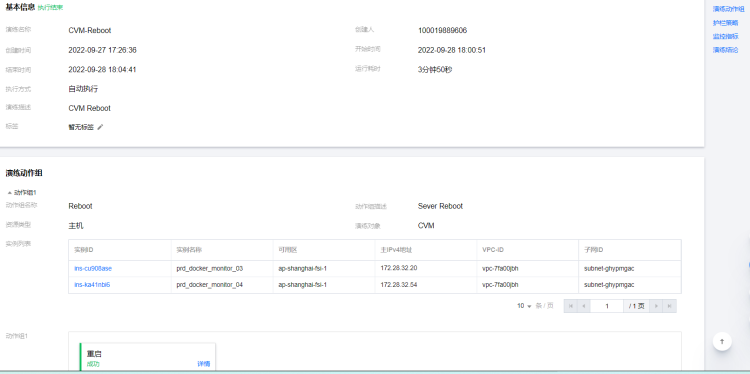 基本信息 执行结束
演练名称 CVM-Reboot 创建人 100019889606
创建时间 2022-09-27 17:26:36 开始时间 2022-09-28 18:00:51
结束时间 2022-09-28 18:04:41 运行耗时 3分钟50秒
执行方式 自动执行
演练描述 CVM Reboot
标签 暂无标签
演练动作组
护栏策略
监控指标
演练结论
演练动作组
动作组1
动作组名称 Reboot 动作组描述 Sever Reboot
资源类型 主机 演练对象 CVM
实例列表
实例ID 实例名称 可用区 主IPv4地址 VPC-ID 子网ID
ins-cu908ase prd_docker_monitor_03 ap-shanghai-fsi-1 172.28.32.20 vpc-7fa00jbh subnet-ghypmgac
ins-ka41nbi6 prd_docker_monitor_04 ap-shanghai-fsi-1 172.28.32.54 vpc-7fa00jbh subnet-ghypmgac
10 条 / 页 1 / 1 页
动作组1
重启
成功 详情